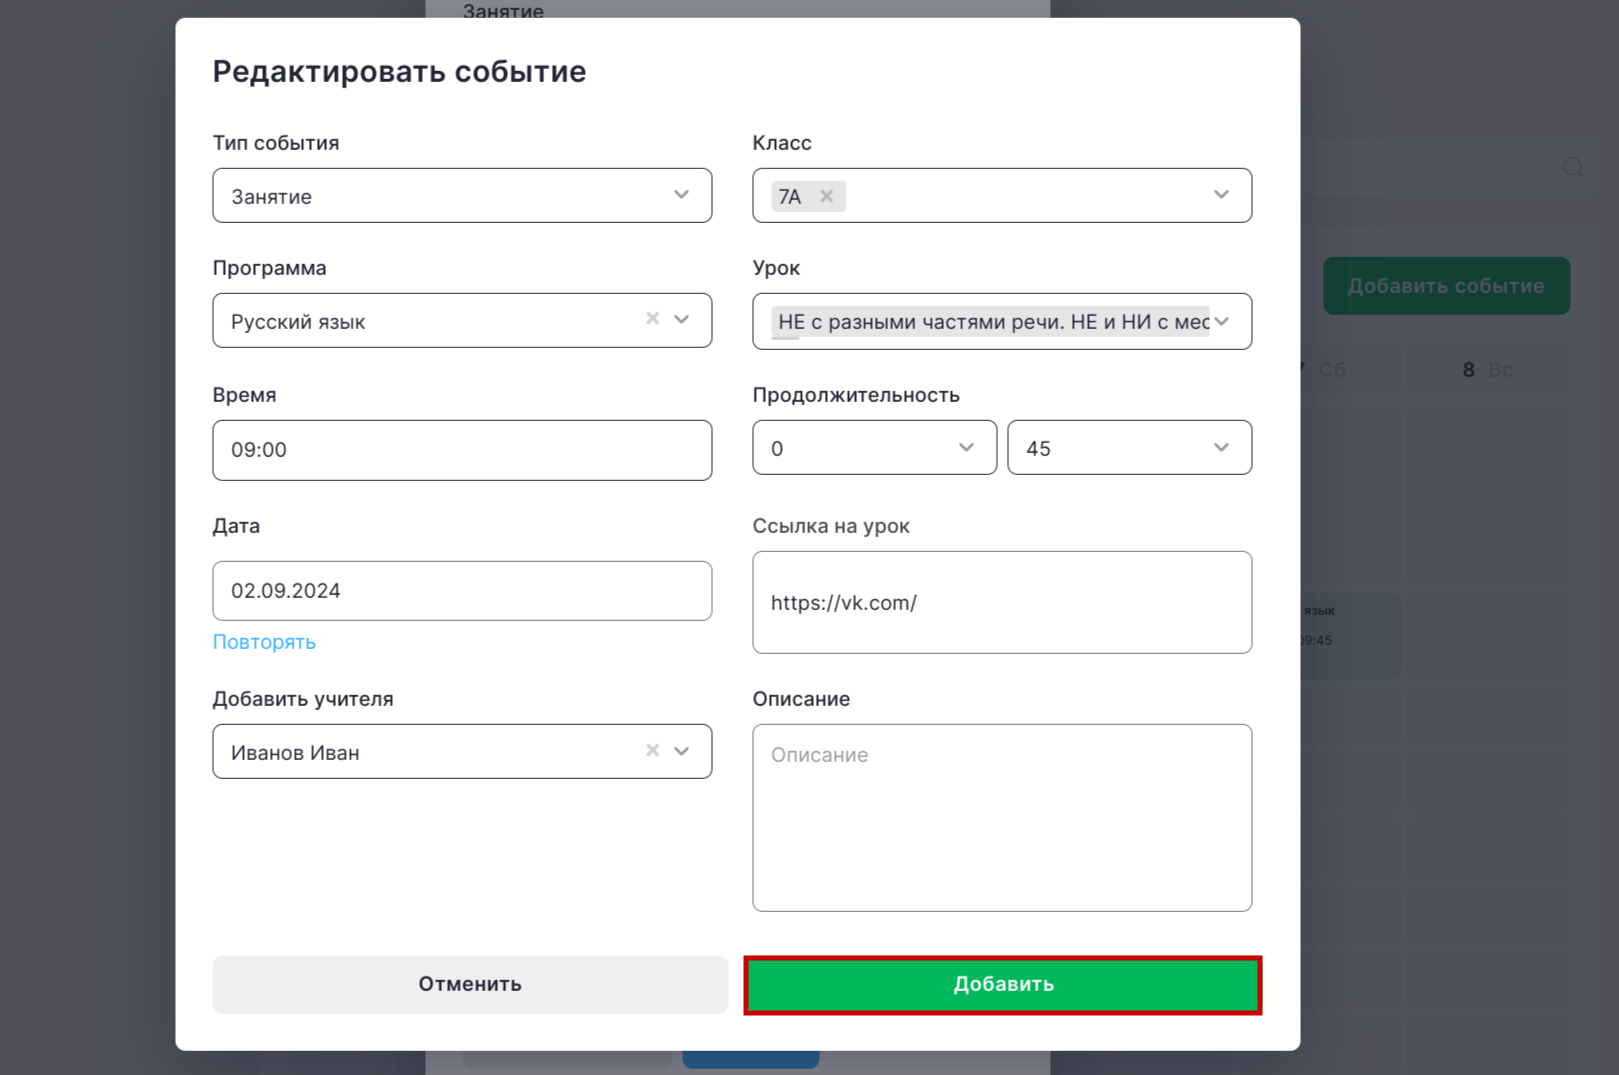 Занятие
Редактировать событие
Тип события
Класс
Занятие
7А
Программа
Урок
Русский язык
НЕ с разными частями речи. НЕ и НИ с мес
Добавить событие
7 Сб
8 Вс
Время
Продолжительность
09:00
0
45
Дата
Ссылка на урок
02.09.2024
https://vk.com/
язык
09:45
Повторять
Добавить учителя
Описание
Иванов Иван
Описание
Отменить
Добавить